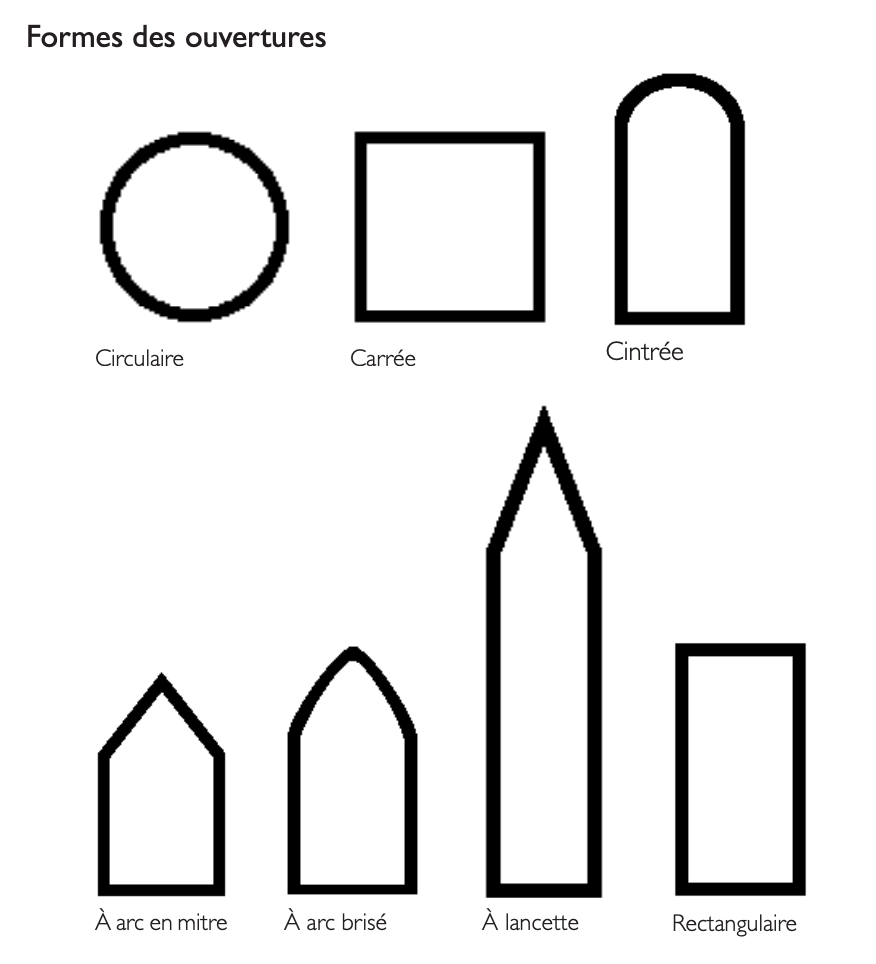 Formes des ouvertures
Circulaire
Carrée
Cintrée
À arc en mitre
À arc brisé
À lancette
Rectangulaire